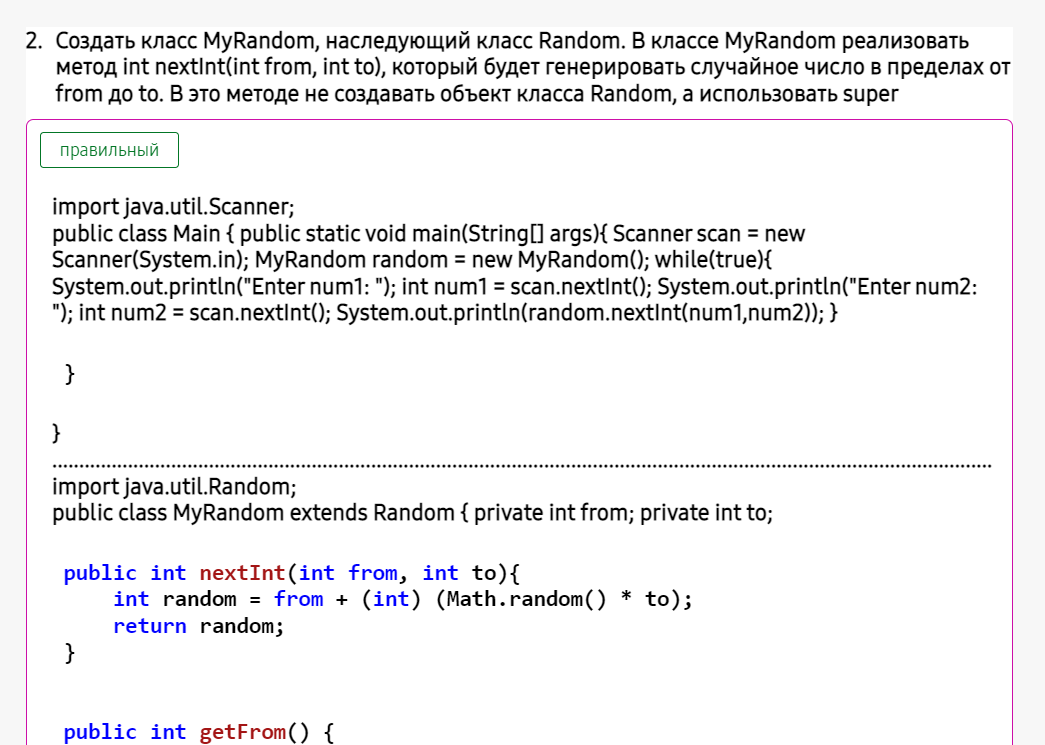 2. Создать класс MyRandom, наследующий класс Random. В классе MyRandom реализовать
метод int nextInt(int from, int to), который будет генерировать случайное число в пределах от
from до to. В это методе не создавать объект класса Random, а использовать super
правильный
import java.util.Scanner;
public class Main { public static void main(String[] args){ Scanner scan = new
Scanner(System.in); MyRandom random = new MyRandom(); while(true){
System.out.println("Enter num1: "); int num1 = scan.nextInt(); System.out.println("Enter num2:
"); int num2 = scan.nextInt(); System.out.println(random.nextInt(num1,num2)); }
}
}
................................................................................................................................................................
import java.util.Random;
public class MyRandom extends Random { private int from; private int to;
public int nextInt(int from, int to){
int random = from + (int) (Math.random() * to);
return random;
}
public int getFrom() {